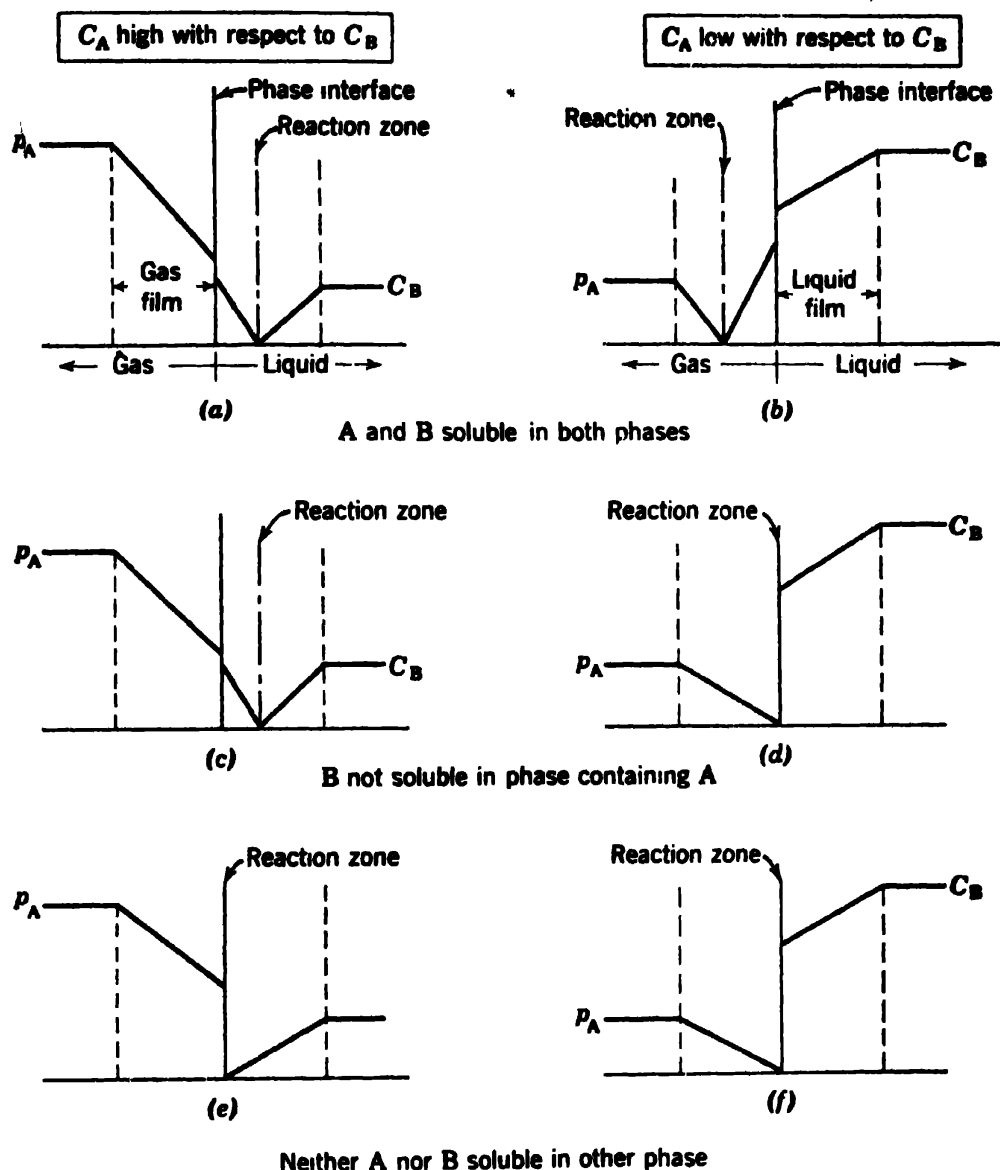 C_A high with respect to C_B
C_A low with respect to C_B
Phase interface
Reaction zone
p_A
Gas
film
C_B
Gas
Liquid
(a)
Phase interface
Reaction zone
C_B
p_A
Liquid
film
Gas
Liquid
(b)
A and B soluble in both phases
Reaction zone
p_A
C_B
(c)
Reaction zone
C_B
p_A
(d)
B not soluble in phase containing A
Reaction zone
p_A
(e)
Reaction zone
C_B
p_A
(f)
Neither A nor B soluble in other phase